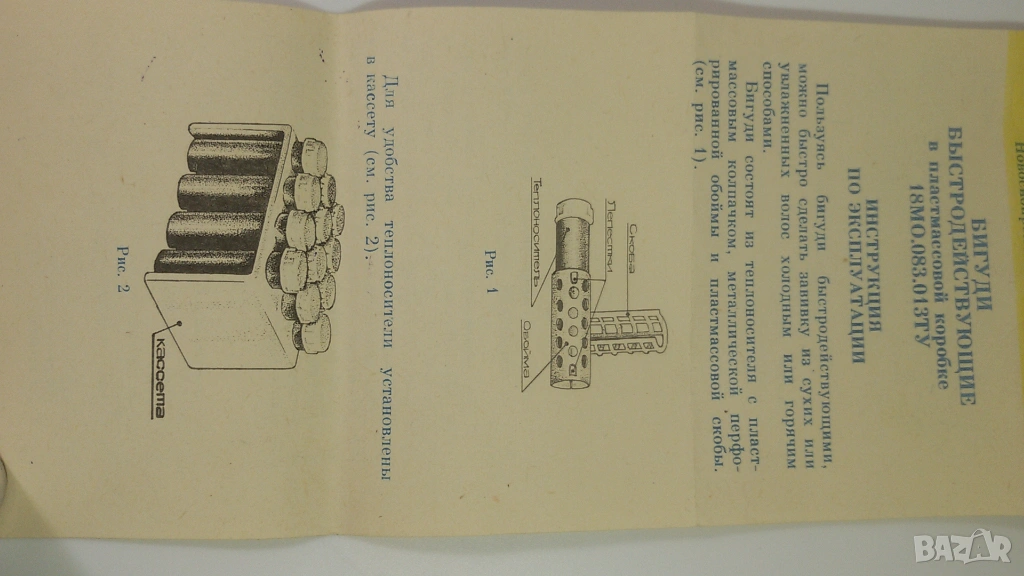 БИГУДИ
БЫСТРОДЕЙСТВУЮЩИЕ
в пластмассовой коробке
18МО.083.013ТУ
ИНСТРУКЦИЯ
ПО ЭКСПЛУАТАЦИИ
Пользуясь бигуди быстродействующими,
можно быстро сделать завивку из сухих или
увлажненных волос холодным или горячим
способами.
Бигуди состоят из теплоносителя с пласт-
массовым колпачком, металлической перфо-
рированной обоймы и пластмассовой скобы.
(см. рис. 1).
Скоба
Лепестки
Теплоноситель
Обойма
Рис. 1
Для удобства теплоносители установлены
в кассету (см. рис. 2).
кассета
Рис. 2
BAZAR